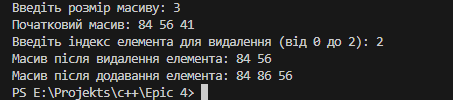 Введіть розмір масиву: 3
Початковий масив: 84 56 41
Введіть індекс елемента для видалення (від 0 до 2): 2
Масив після видалення елемента: 84 56
Масив після додавання елемента: 84 86 56
PS E:\Projekts\c++\Epic 4>